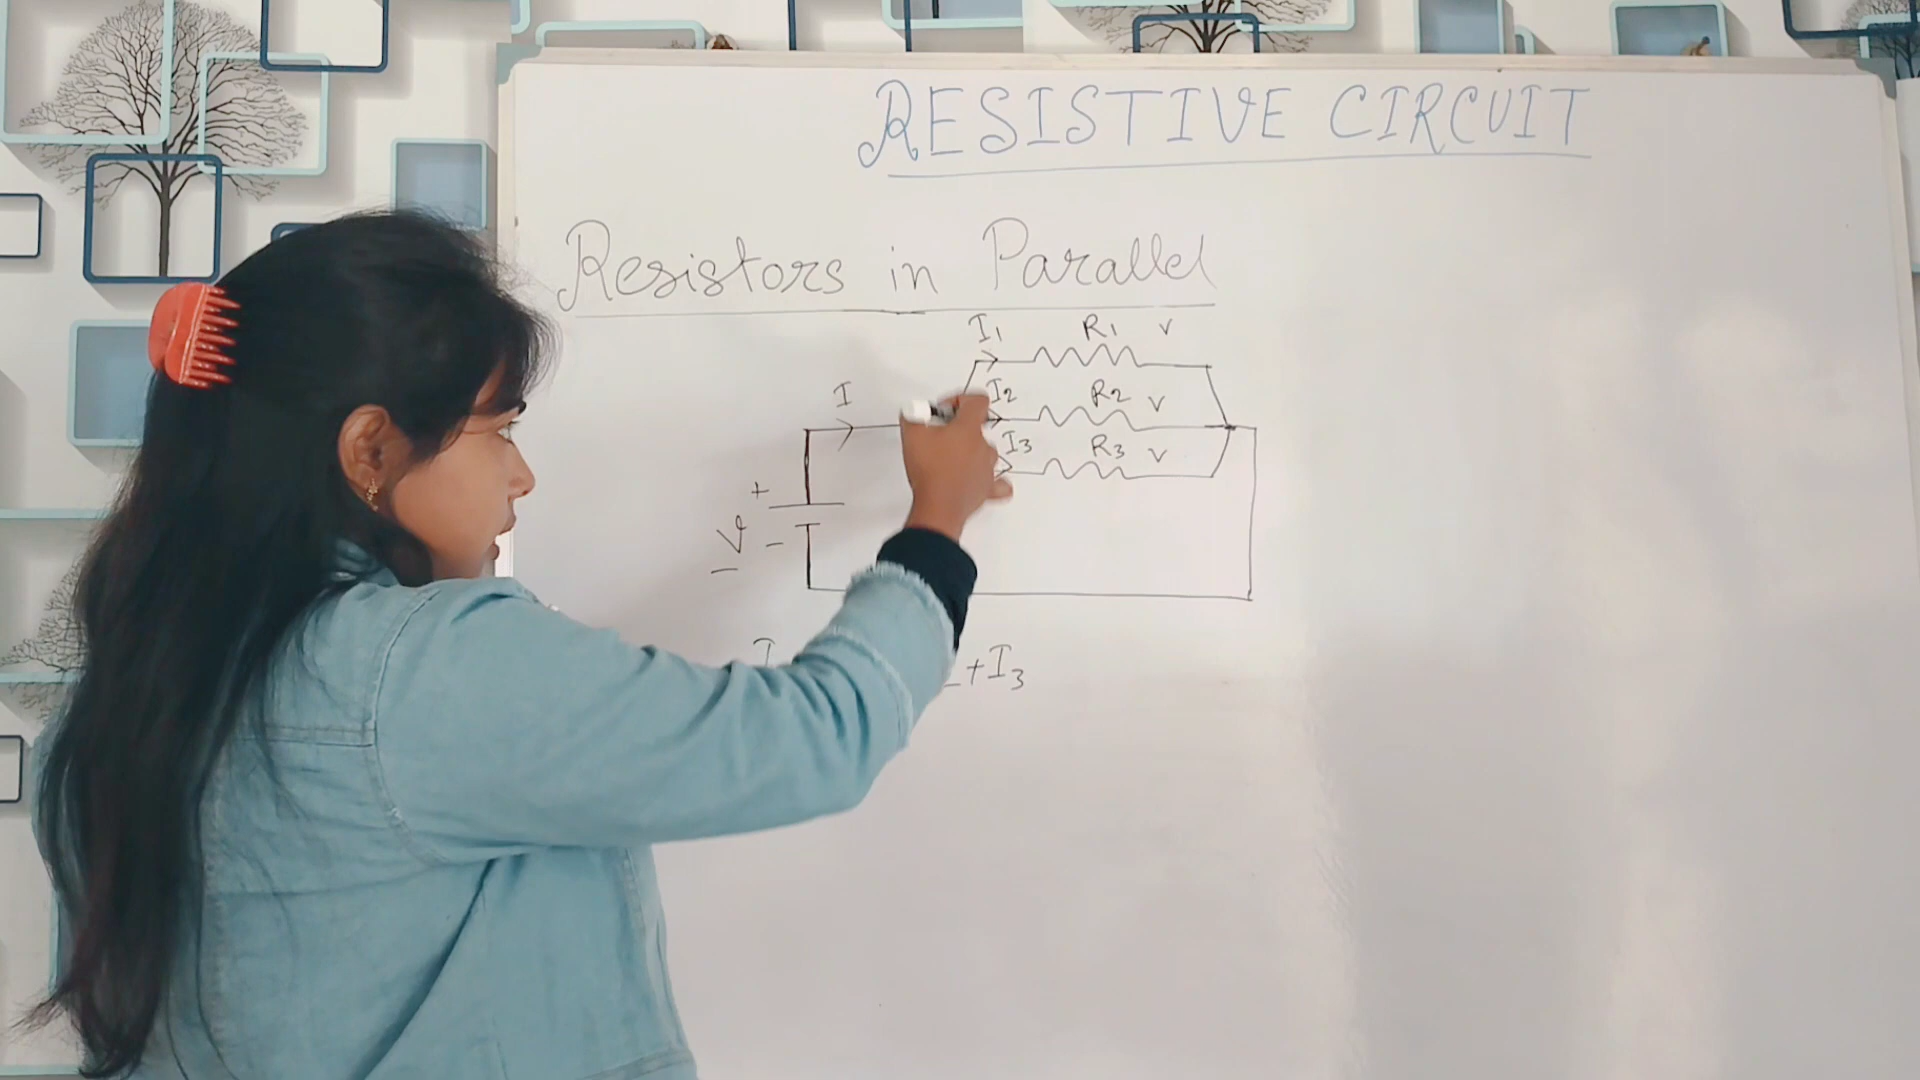 RESISTIVE CIRCUIT
Resistors in Parallel
I1 R1 v
I I2 R2 v
I3 R3 v
+
V -
I +I3